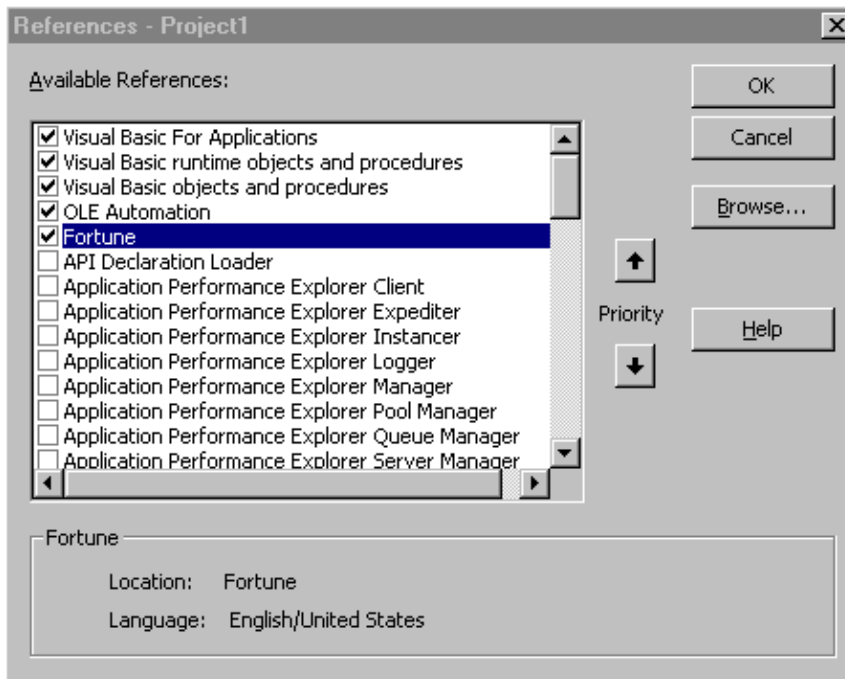 References - Project1
Available References:
Visual Basic For Applications
Visual Basic runtime objects and procedures
Visual Basic objects and procedures
OLE Automation
Fortune
API Declaration Loader
Application Performance Explorer Client
Application Performance Explorer Expediter
Application Performance Explorer Instancer
Application Performance Explorer Logger
Application Performance Explorer Manager
Application Performance Explorer Pool Manager
Application Performance Explorer Queue Manager
Application Performance Explorer Server Manager
Priority
OK
Cancel
Browse...
Help
Fortune
Location: Fortune
Language: English/United States